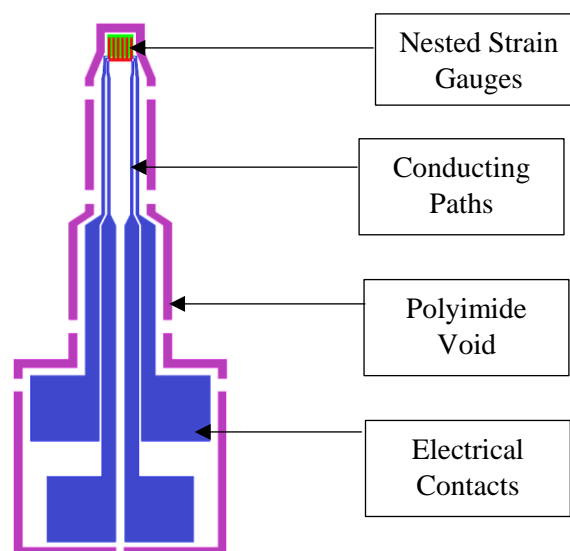 Nested Strain
Gauges
Conducting
Paths
Polyimide
Void
Electrical
Contacts